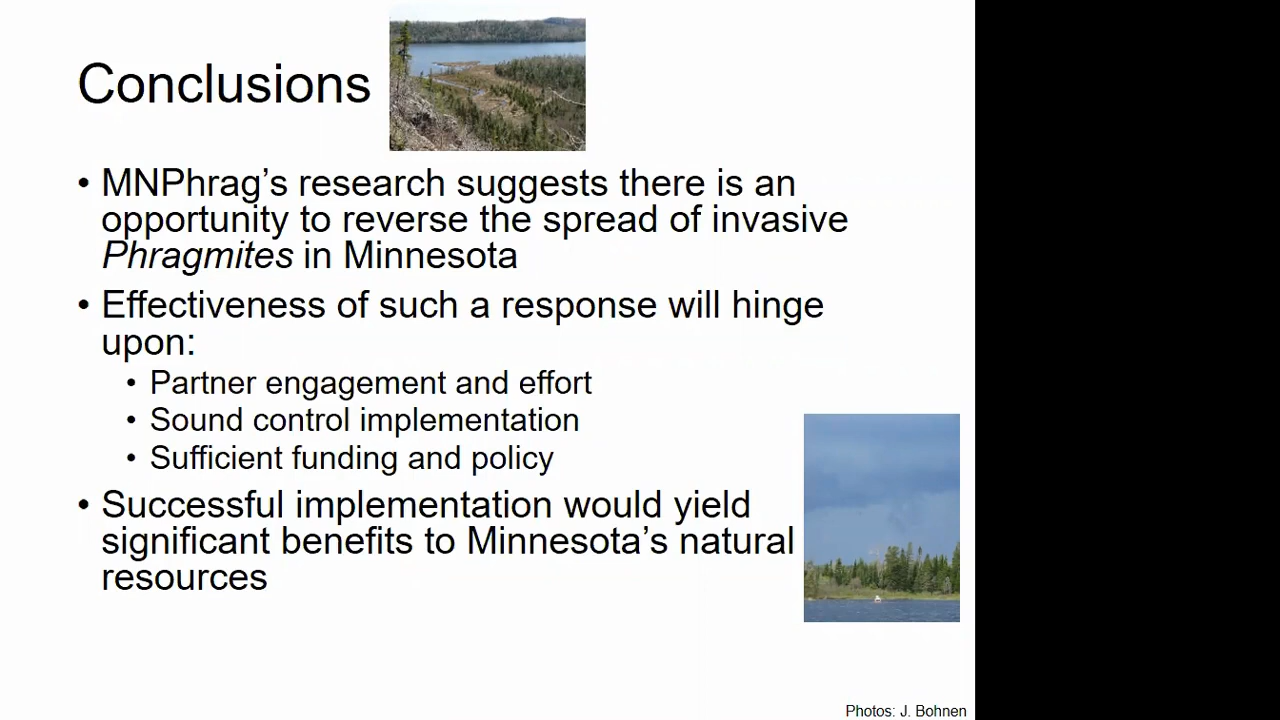 Conclusions
• MNPhrag’s research suggests there is an
opportunity to reverse the spread of invasive
Phragmites in Minnesota
• Effectiveness of such a response will hinge
upon:
• Partner engagement and effort
• Sound control implementation
• Sufficient funding and policy
• Successful implementation would yield
significant benefits to Minnesota’s natural
resources
Photos: J. Bohnen